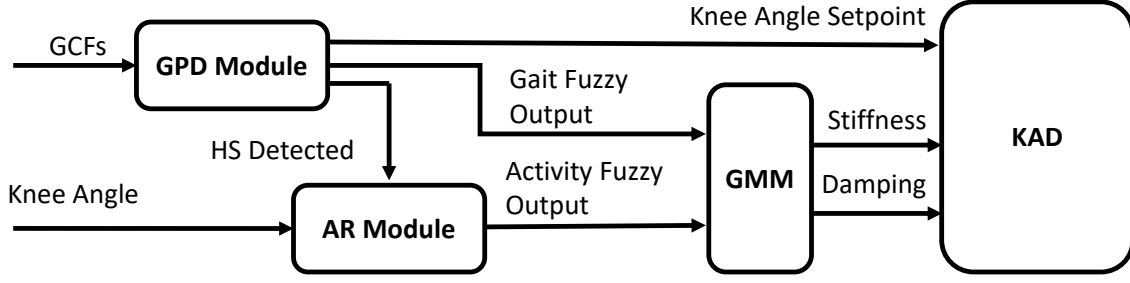 Knee Angle Setpoint
GCFs
GPD Module
Gait Fuzzy
Output
HS Detected
Stiffness
KAD
Activity Fuzzy
Output
GMM
Damping
Knee Angle
AR Module